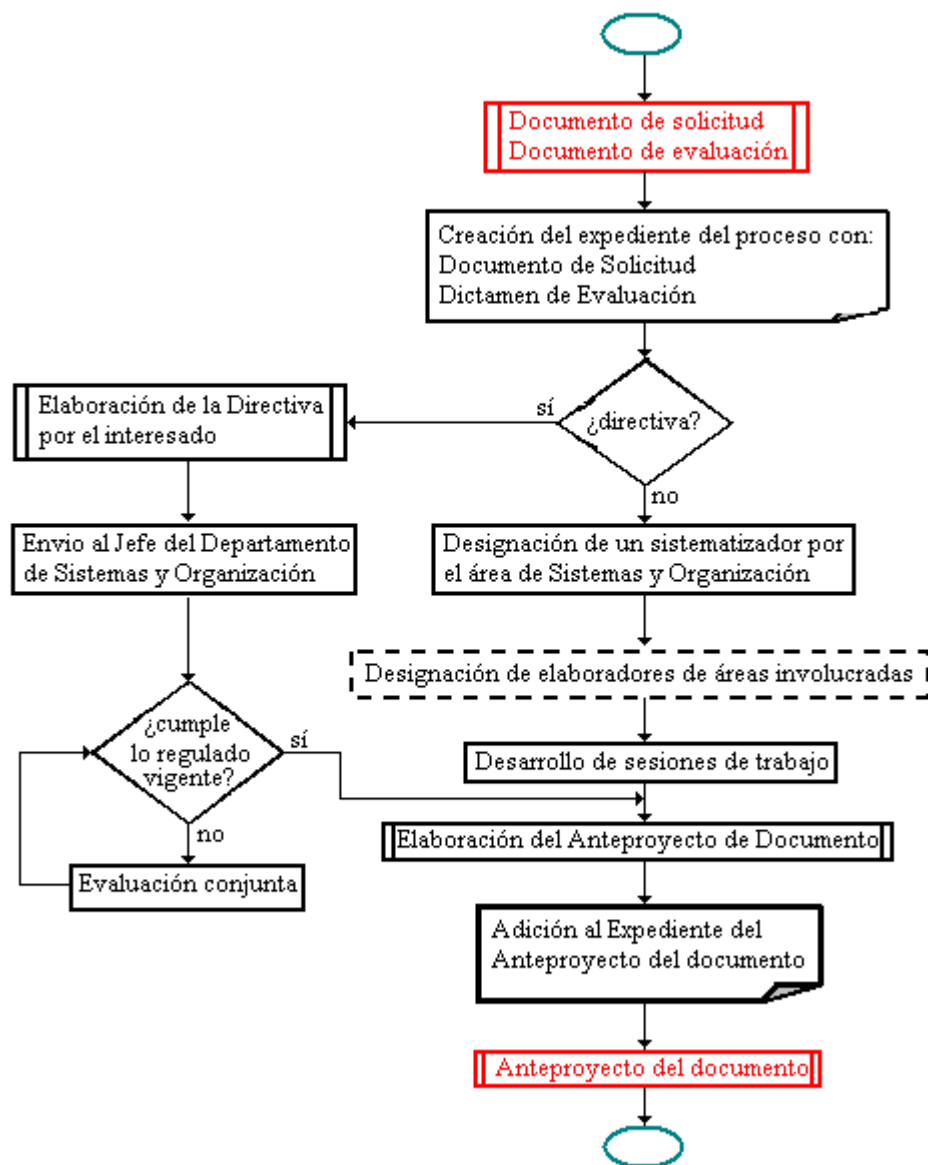 Documento de solicitud
Documento de evaluación
Creación del expediente del proceso con:
Documento de Solicitud
Dictamen de Evaluación
¿directiva?
sí
no
Elaboración de la Directiva
por el interesado
Envio al Jefe del Departamento
de Sistemas y Organización
¿cumple
lo regulado
vigente?
sí
no
Evaluación conjunta
Designación de un sistematizador por
el área de Sistemas y Organización
Designación de elaboradores de áreas involucradas
Desarrollo de sesiones de trabajo
Elaboración del Anteproyecto de Documento
Adición al Expediente del
Anteproyecto del documento
Anteproyecto del documento